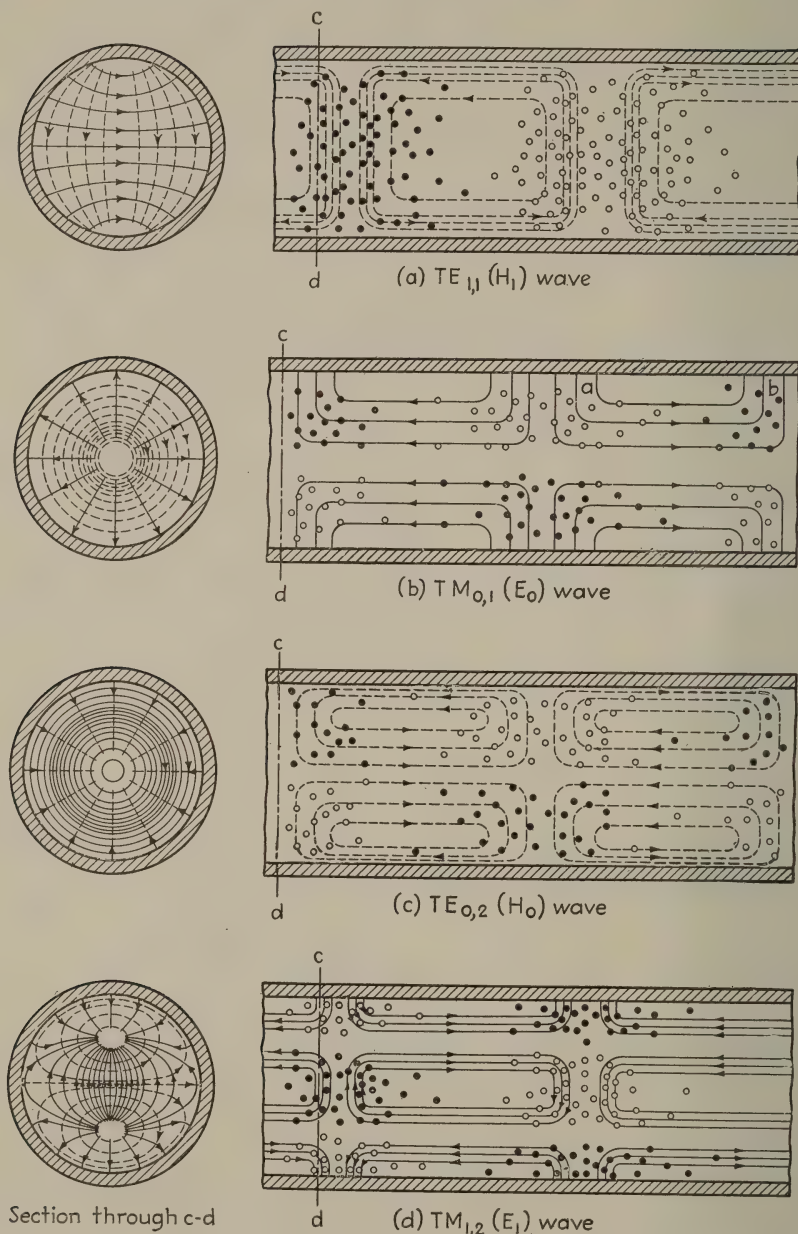 c
d
(a) TE1,1 (H1) wave
c
a
b
d
(b) TM0,1 (E0) wave
c
d
(c) TE0,2 (H0) wave
c
d
Section through c-d
(d) TM1,2 (E1) wave